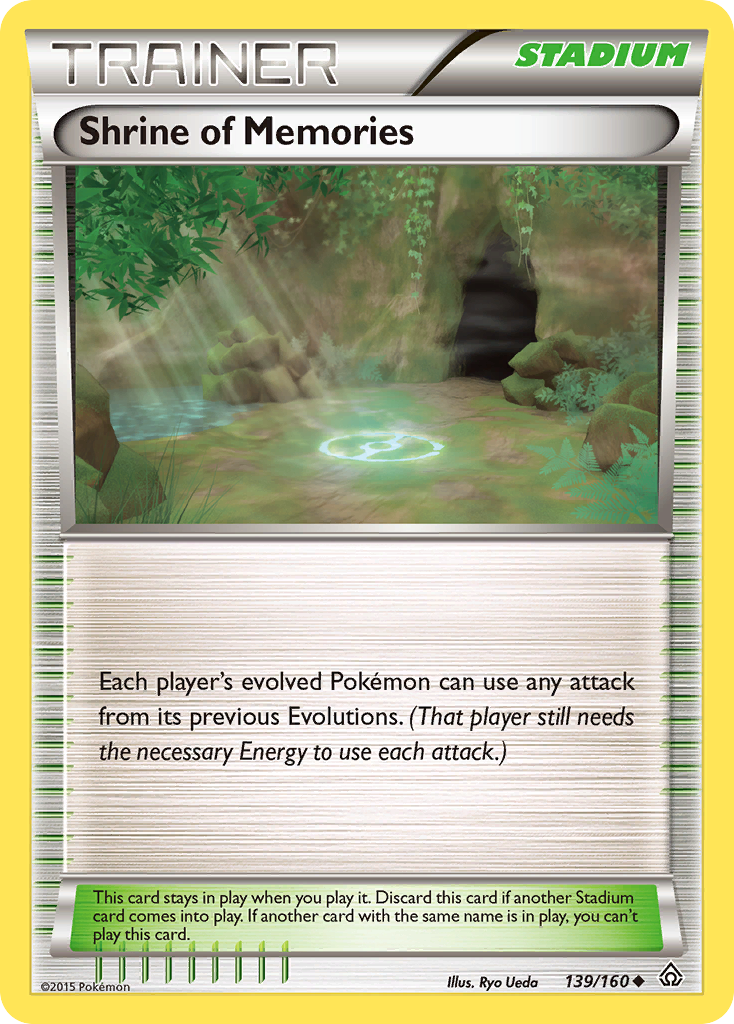 TRAINER
STADIUM
Shrine of Memories
Each player's evolved Pokémon can use any attack
from its previous Evolutions. (That player still needs
the necessary Energy to use each attack.)
This card stays in play when you play it. Discard this card if another Stadium
card comes into play. If another card with the same name is in play, you can't
play this card.
©2015 Pokémon
Illus. Ryo Ueda
139/160